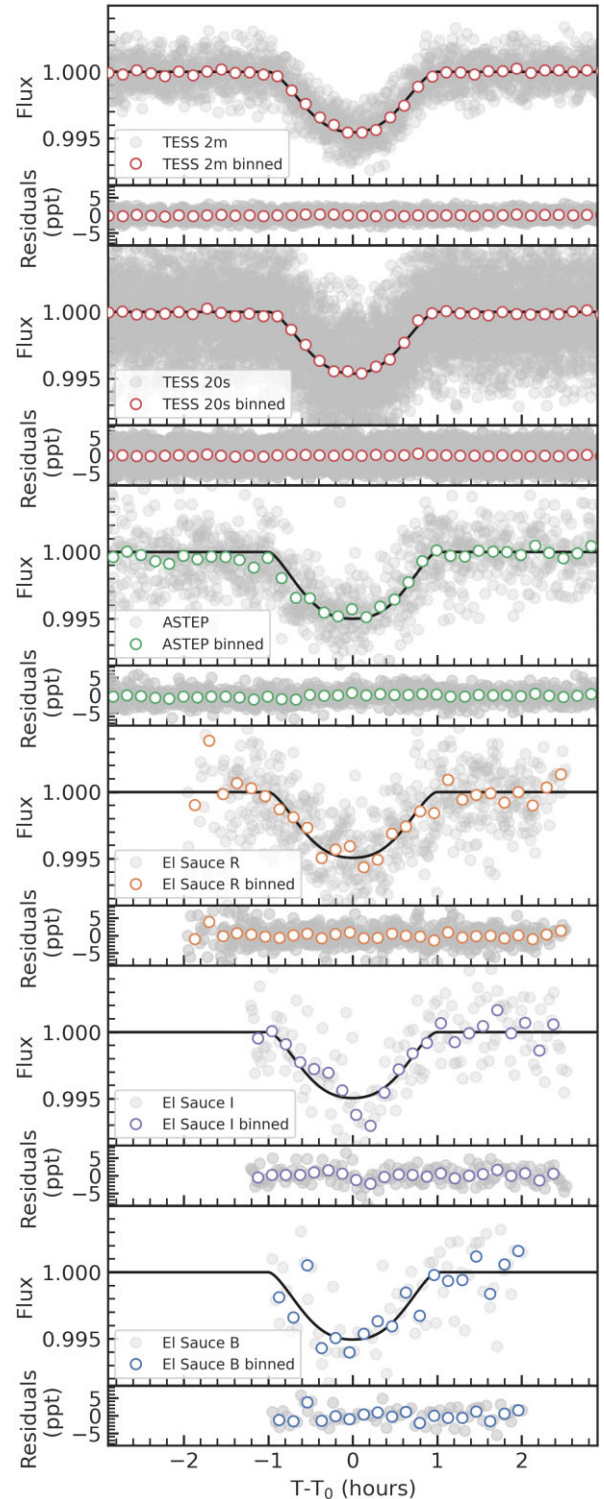 1.000
0.995
Flux
TESS 2m
TESS 2m binned
5
0
−5
Residuals
(ppt)
1.000
0.995
Flux
TESS 20s
TESS 20s binned
5
0
−5
Residuals
(ppt)
1.000
0.995
Flux
ASTEP
ASTEP binned
5
0
−5
Residuals
(ppt)
1.000
0.995
Flux
El Sauce R
El Sauce R binned
5
0
−5
Residuals
(ppt)
1.000
0.995
Flux
El Sauce I
El Sauce I binned
5
0
−5
Residuals
(ppt)
1.000
0.995
Flux
El Sauce B
El Sauce B binned
5
0
−5
Residuals
(ppt)
−2 −1 0 1 2
T-T₀ (hours)